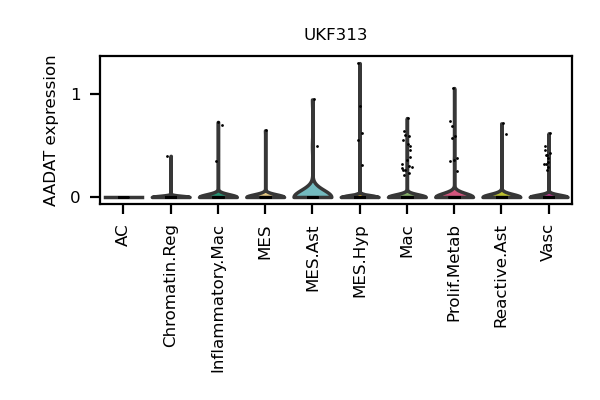 UKF313
AADAT expression
1
0
AC
Chromatin.Reg
Inflammatory.Mac
MES
MES.Ast
MES.Hyp
Mac
Prolif.Metab
Reactive.Ast
Vasc